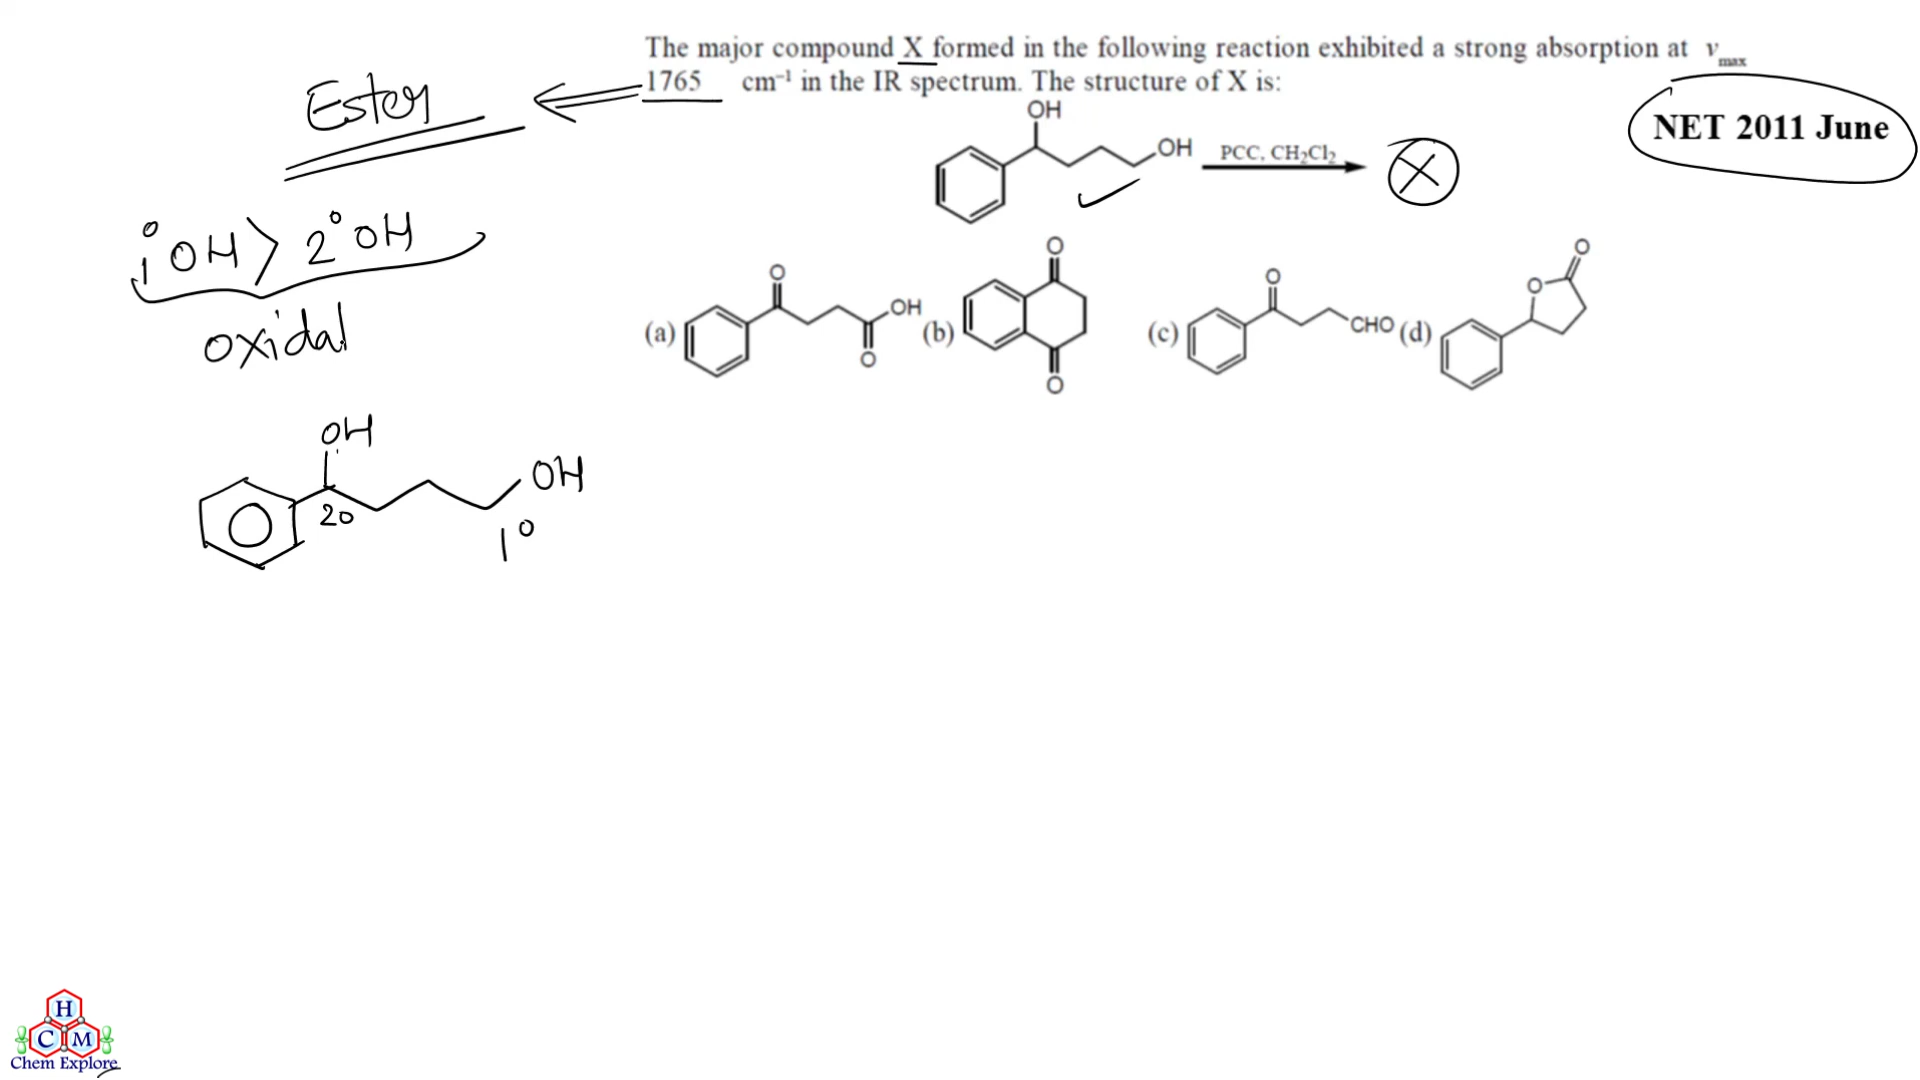 The major compound X formed in the following reaction exhibited a strong absorption at νmax
1765 cm⁻¹ in the IR spectrum. The structure of X is:
Ester
NET 2011 June
OH
OH
PCC, CH₂Cl₂
X
1° OH > 2° OH
oxidal
(a)
O
OH
O
(b)
O
O
(c)
O
CHO
(d)
O
O
OH
OH
2°
1°
H
C M
Chem Explore